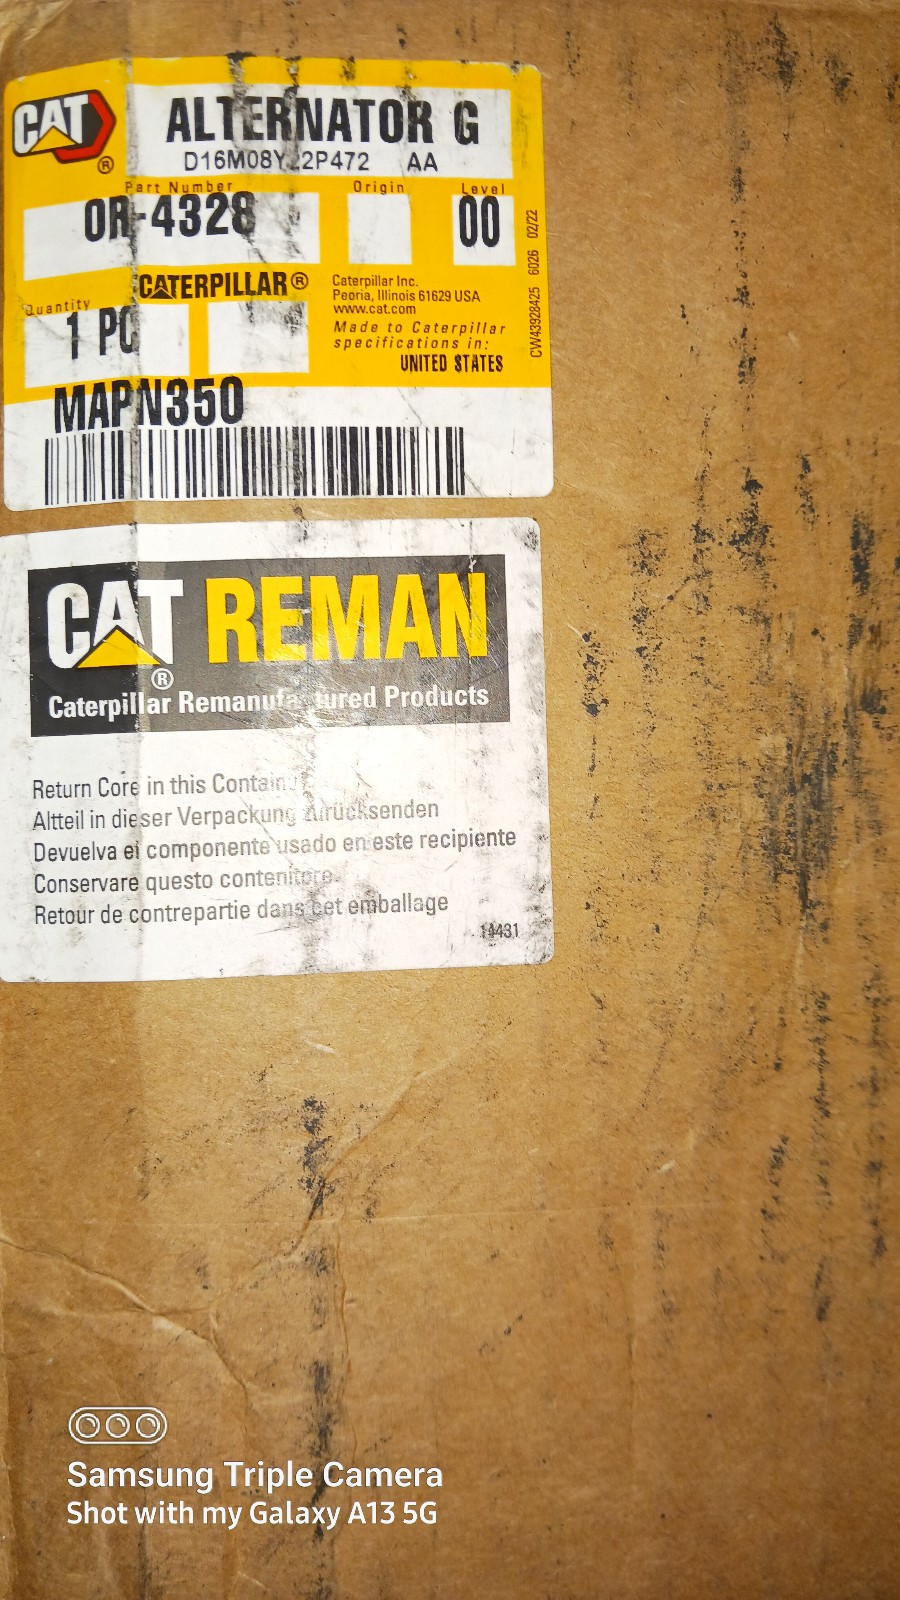 CAT
®
ALTERNATOR G
AA
Part Number
Origin
Level
0R-4328
00
CATERPILLAR®
Caterpillar Inc.
Peoria, Illinois 61629 USA
www.cat.com
Quantity
1 PC
Made to Caterpillar
specifications in:
UNITED STATES
CW43928425 6026 02/22
MAPN350
CAT REMAN
®
Caterpillar Remanufactured Products
Return Core in this Container
Altteil in dieser Verpackung zurücksenden
Devuelva el componente usado en este recipiente
Conservare questo contenitore
Retour de contrepartie dans cet emballage
14431
Samsung Triple Camera
Shot with my Galaxy A13 5G